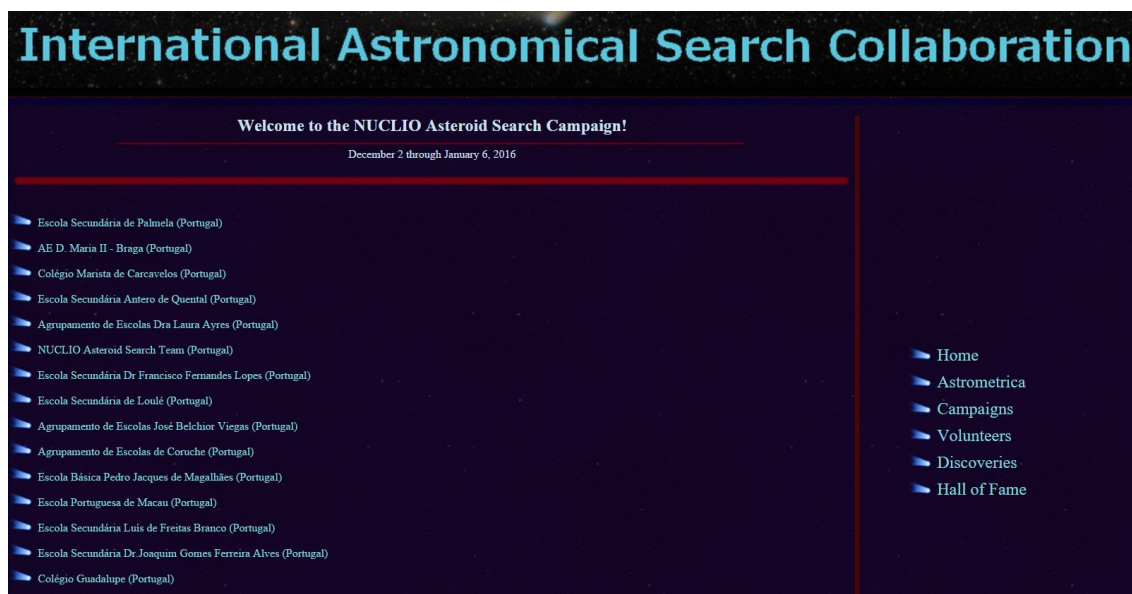 International Astronomical Search Collaboration
Welcome to the NUCLIO Asteroid Search Campaign!
December 2 through January 6, 2016
Escola Secundária de Palmela (Portugal)
AE D. Maria II - Braga (Portugal)
Colégio Marista de Carcavelos (Portugal)
Escola Secundária Antero de Quental (Portugal)
Agrupamento de Escolas Dra Laura Ayres (Portugal)
NUCLIO Asteroid Search Team (Portugal)
Escola Secundária Dr Francisco Fernandes Lopes (Portugal)
Escola Secundária de Loulé (Portugal)
Agrupamento de Escolas José Belchior Viegas (Portugal)
Agrupamento de Escolas de Coruche (Portugal)
Escola Básica Pedro Jacques de Magalhães (Portugal)
Escola Portuguesa de Macau (Portugal)
Escola Secundária Luís de Freitas Branco (Portugal)
Escola Secundária Dr.Joaquim Gomes Ferreira Alves (Portugal)
Colégio Guadalupe (Portugal)
Home
Astrometrica
Campaigns
Volunteers
Discoveries
Hall of Fame